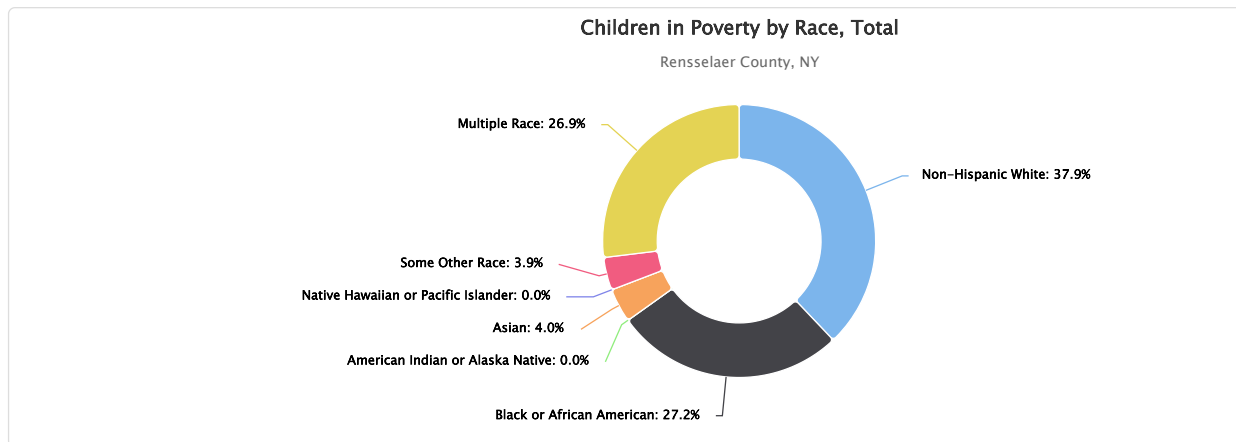 Children in Poverty by Race, Total
Rensselaer County, NY
Multiple Race: 26.9%
Non-Hispanic White: 37.9%
Some Other Race: 3.9%
Native Hawaiian or Pacific Islander: 0.0%
Asian: 4.0%
American Indian or Alaska Native: 0.0%
Black or African American: 27.2%